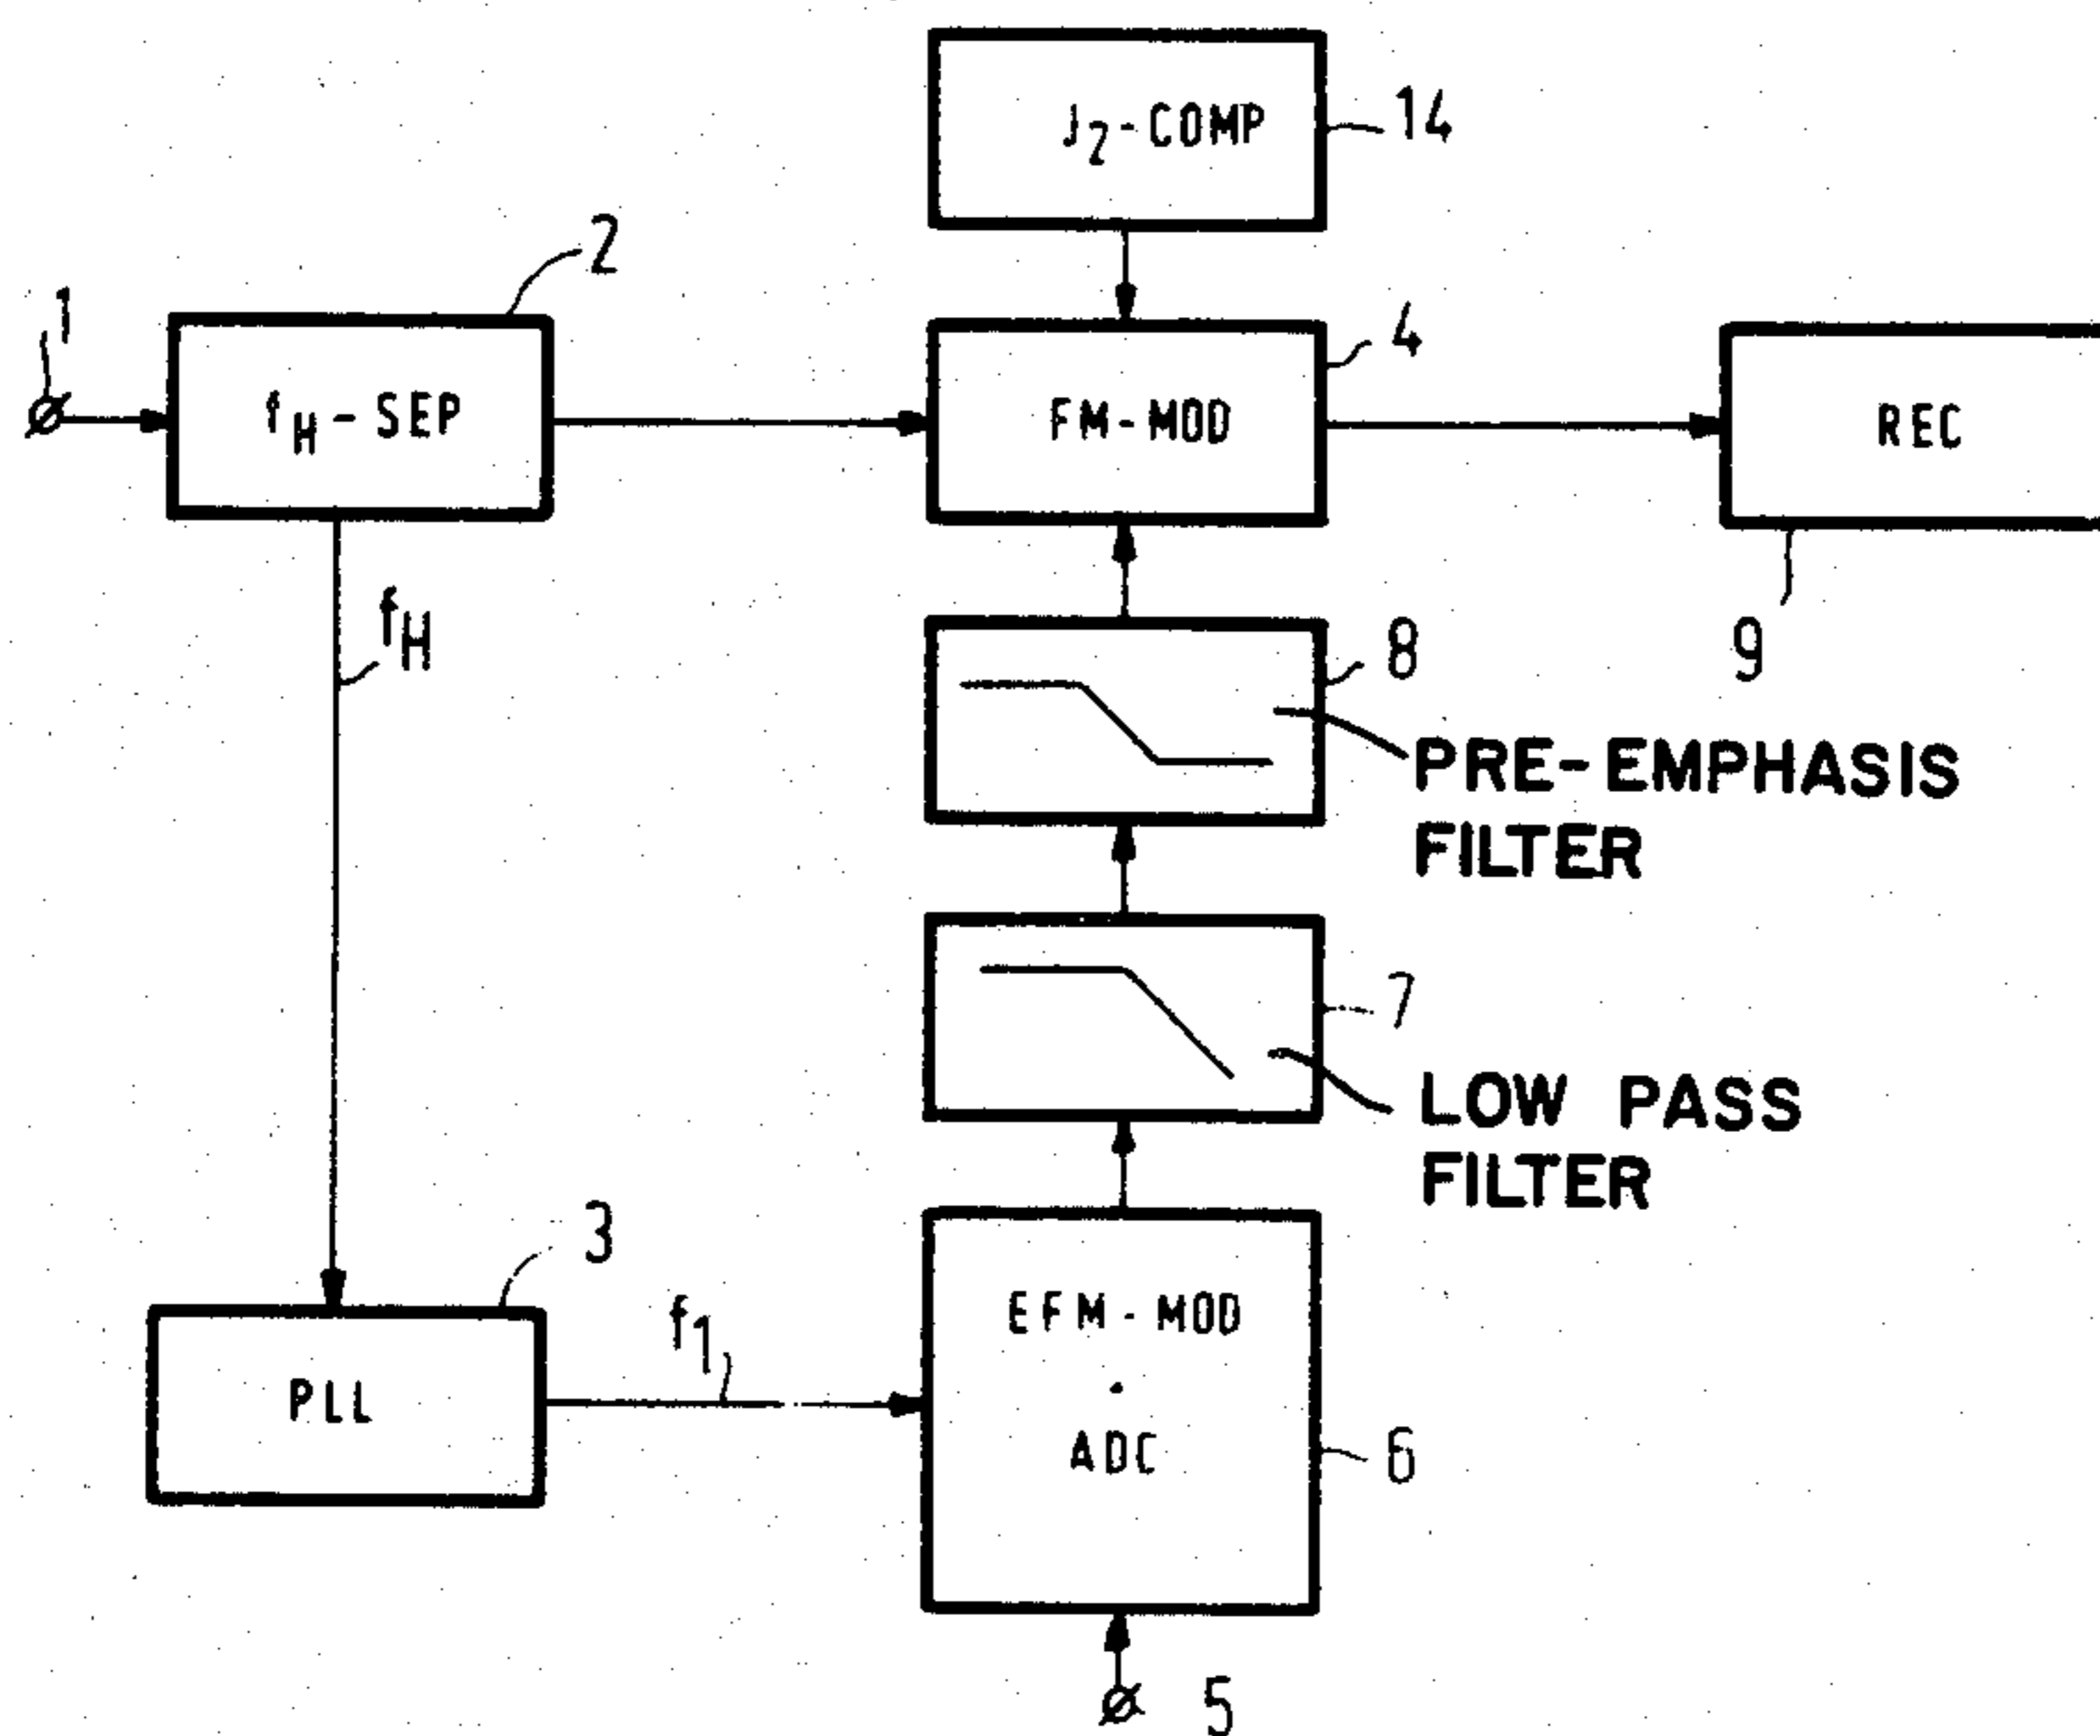 J2-COMP
14
2
1
fH-SEP
FM-MOD
4
REC
fH
8
9
PRE-EMPHASIS
FILTER
7
LOW PASS
FILTER
3
f1
PLL
EFM-MOD
ADC
6
5